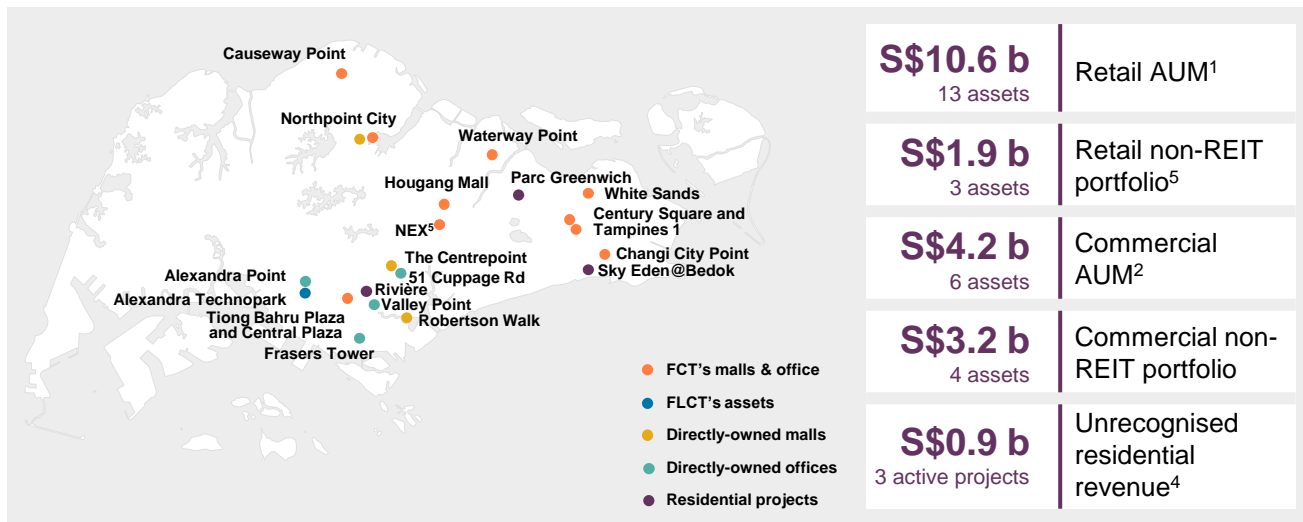 Causeway Point
Northpoint City
Waterway Point
Hougang Mall
Parc Greenwich
White Sands
NEX⁵
Century Square and
Tampines 1
The Centrepoint
Changi City Point
51 Cuppage Rd
Sky Eden@Bedok
Alexandra Point
Alexandra Technopark
Rivière
Valley Point
Tiong Bahru Plaza
and Central Plaza
Robertson Walk
Frasers Tower
FCT's malls & office
FLCT's assets
Directly-owned malls
Directly-owned offices
Residential projects
S$10.6 b
13 assets
Retail AUM¹
S$1.9 b
3 assets
Retail non-REIT
portfolio⁵
S$4.2 b
6 assets
Commercial
AUM²
S$3.2 b
4 assets
Commercial non-
REIT portfolio
S$0.9 b
3 active projects
Unrecognised
residential
revenue⁴